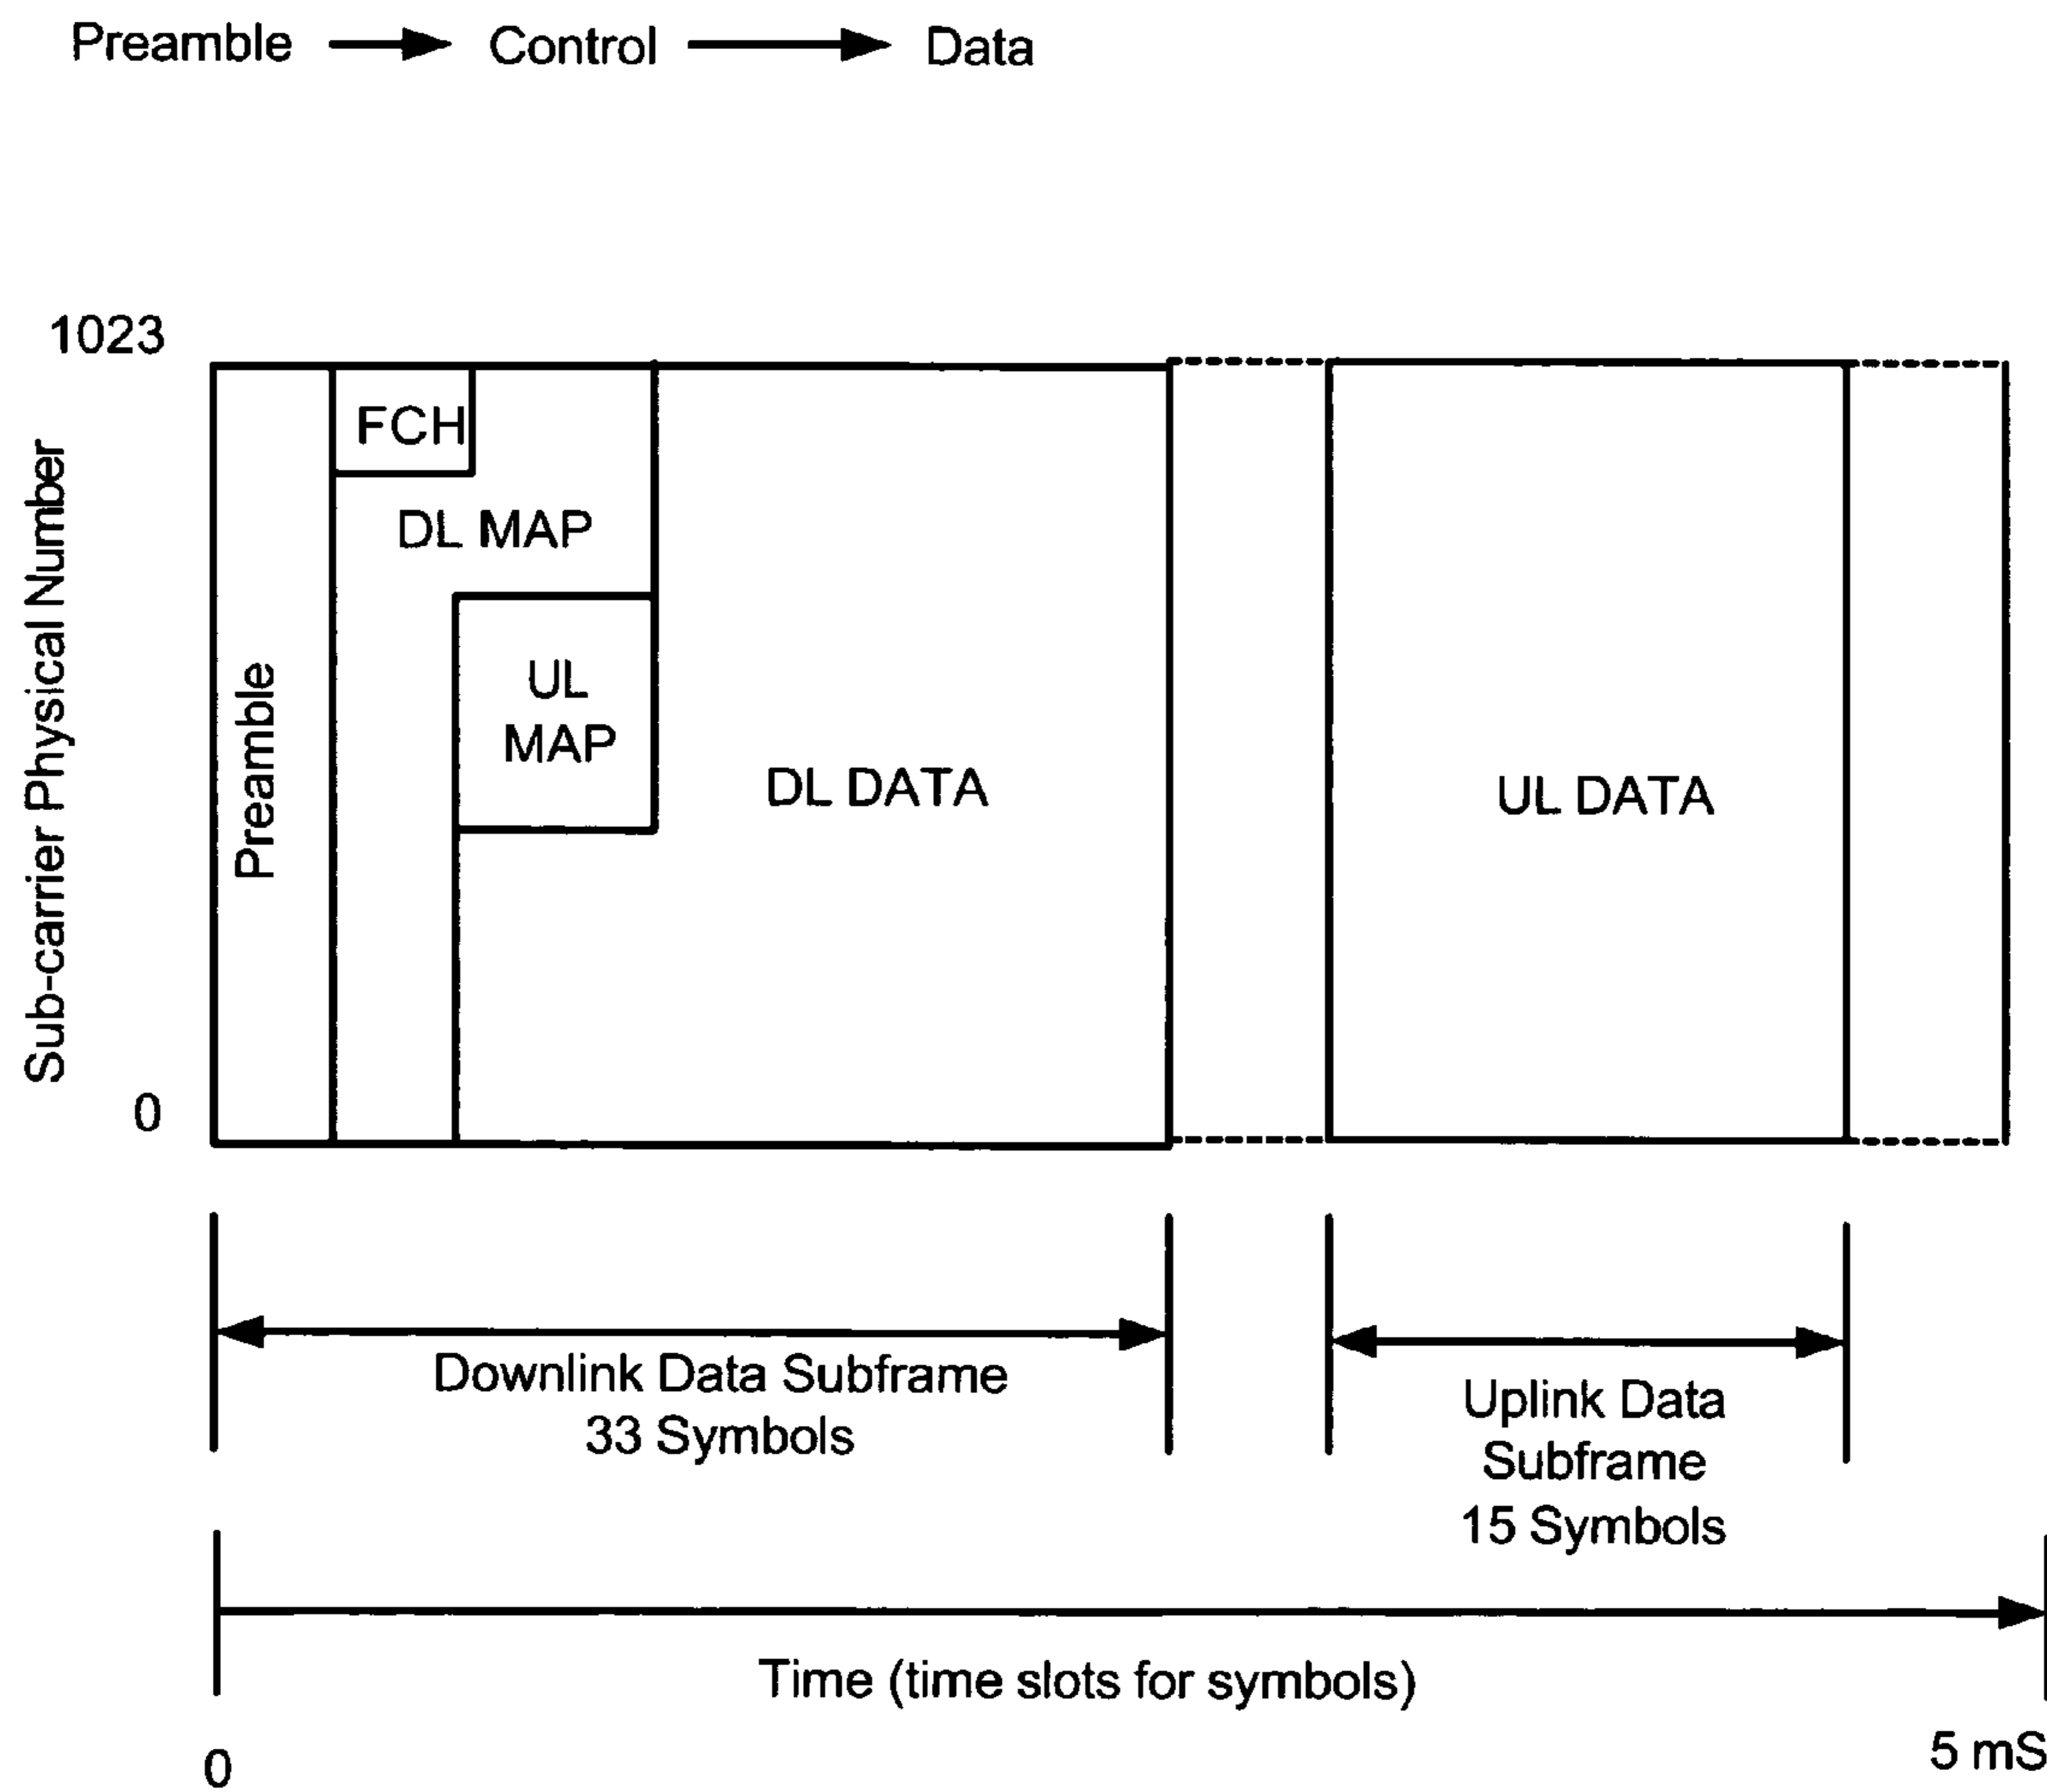 Preamble Control Data
1023
Sub-carrier Physical Number
0
Preamble
FCH
DL MAP
UL
MAP
DL DATA
UL DATA
Downlink Data Subframe
33 Symbols
Uplink Data
Subframe
15 Symbols
Time (time slots for symbols)
0
5 mS